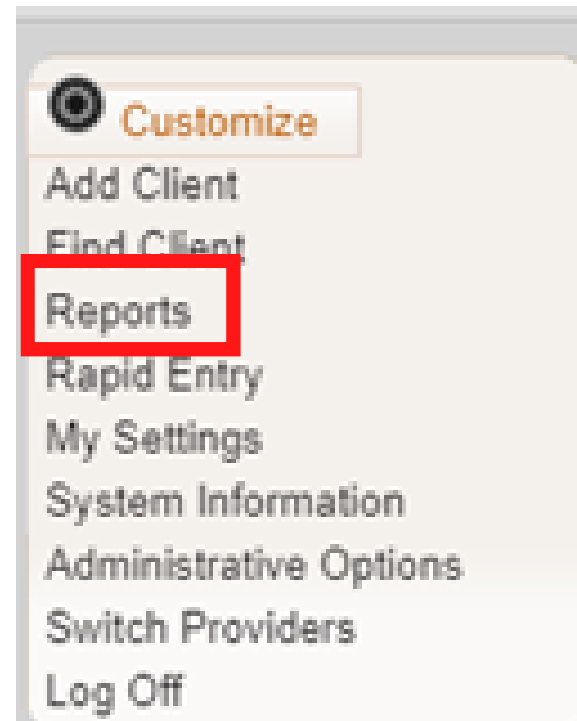 Customize
Add Client
Find Client
Reports
Rapid Entry
My Settings
System Information
Administrative Options
Switch Providers
Log Off